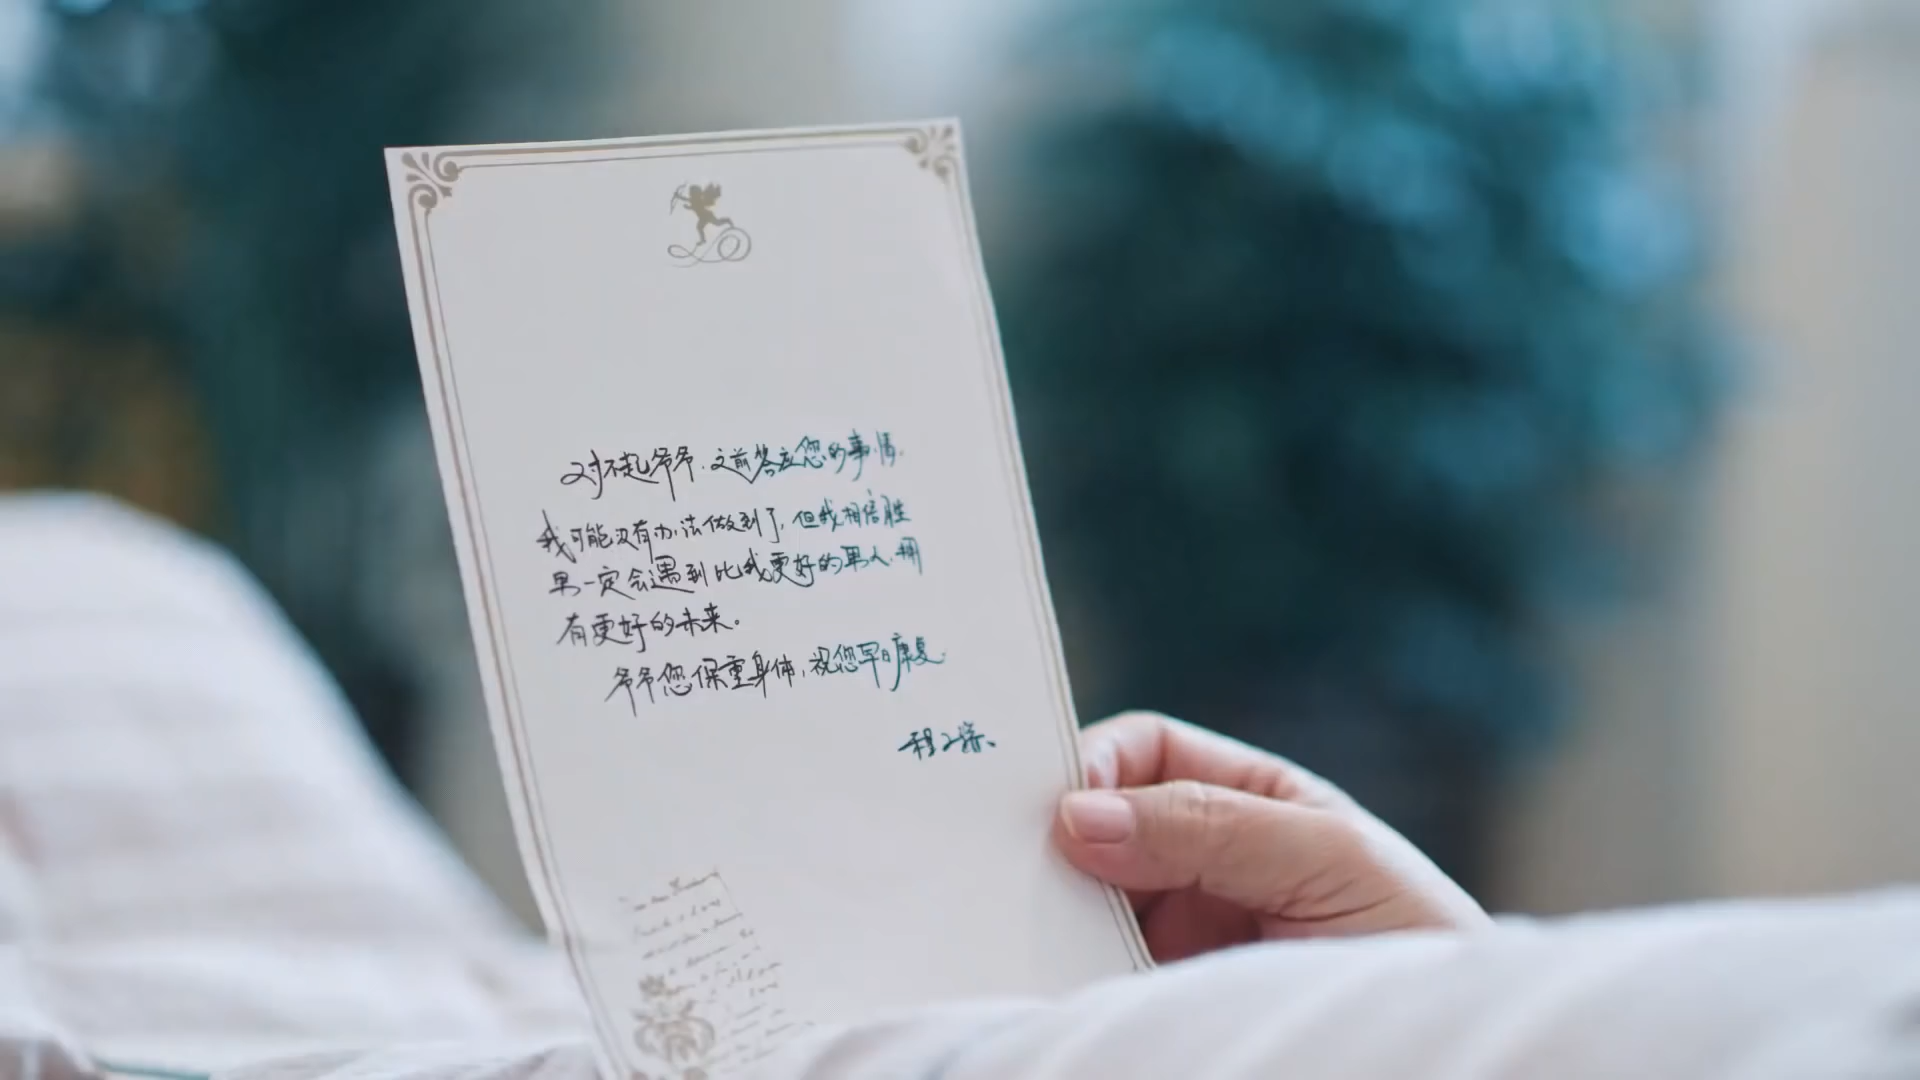 对不起爷爷，之前答应您的事情，
我可能没有办法做到了，但我相信胜
男一定会遇到比我更好的男人，拥
有更好的未来。
爷爷您保重身体，祝您早日康复。